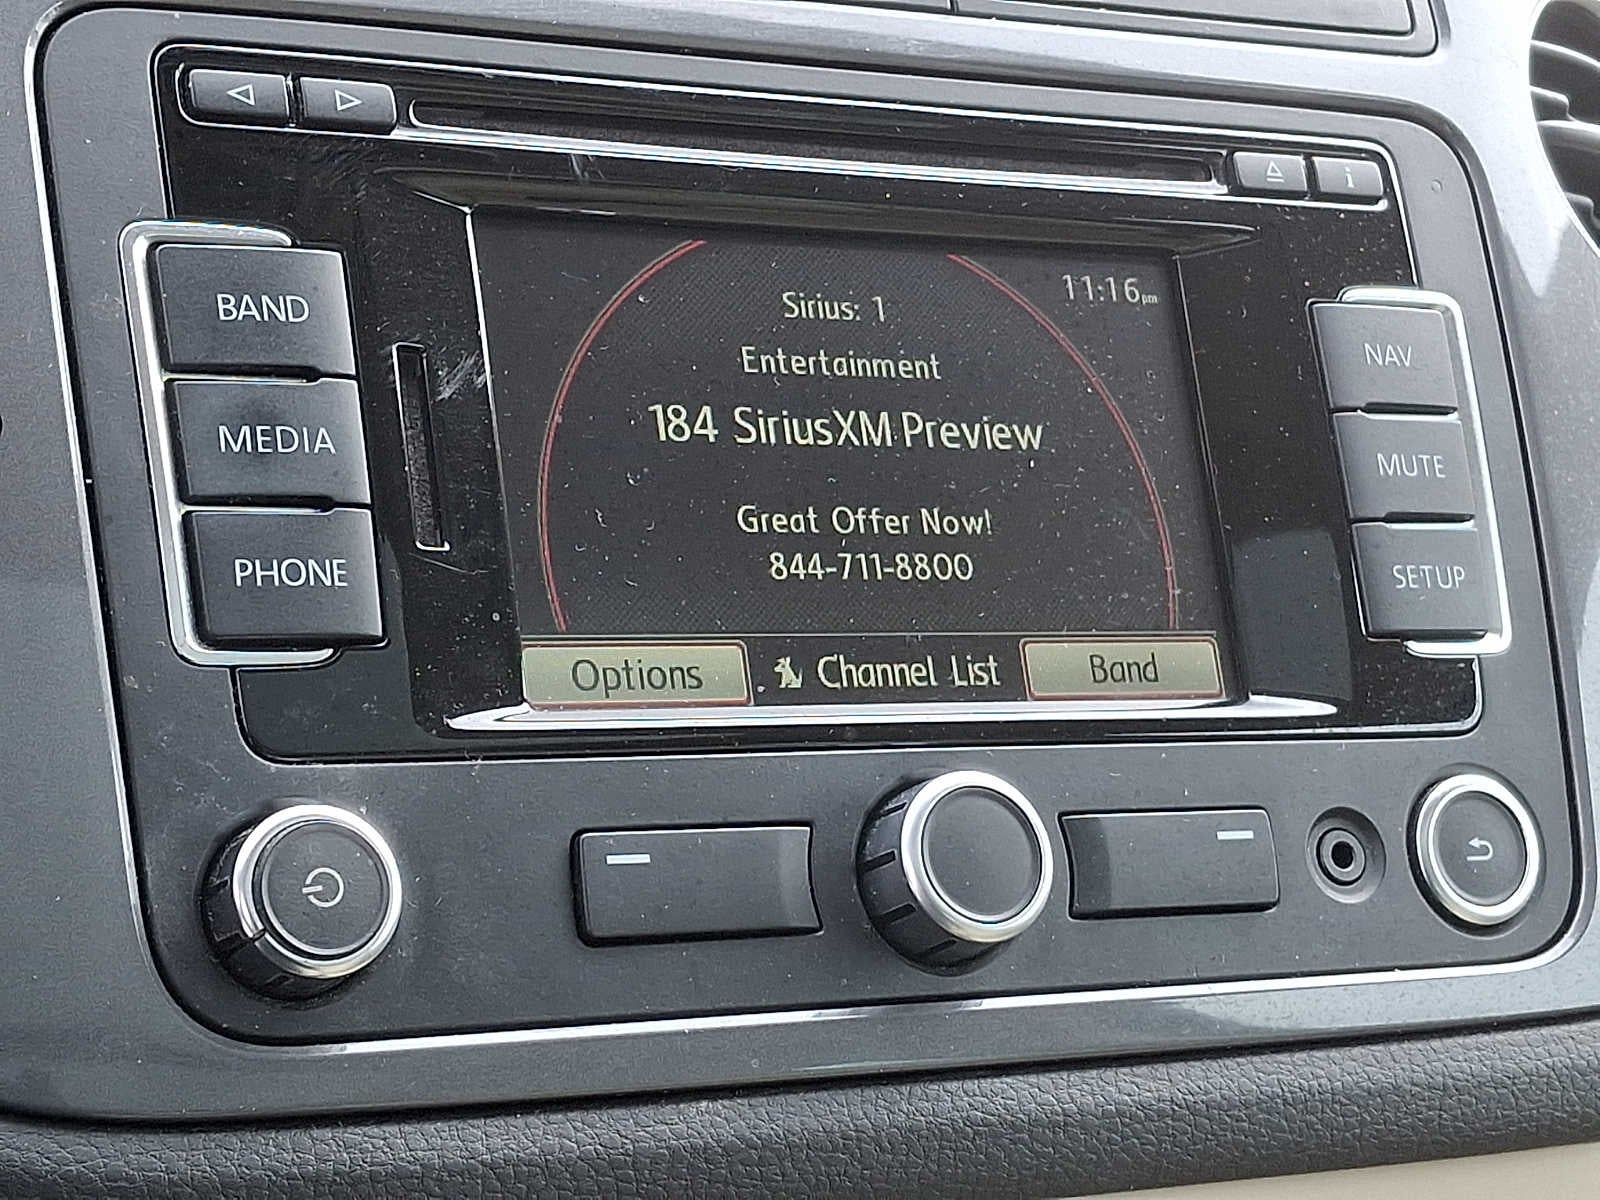 BAND
MEDIA
PHONE
11:16pm
Sirius: 1
Entertainment
184 SiriusXM Preview
Great Offer Now!
844-711-8800
Options
Channel List
Band
i
NAV
MUTE
SETUP